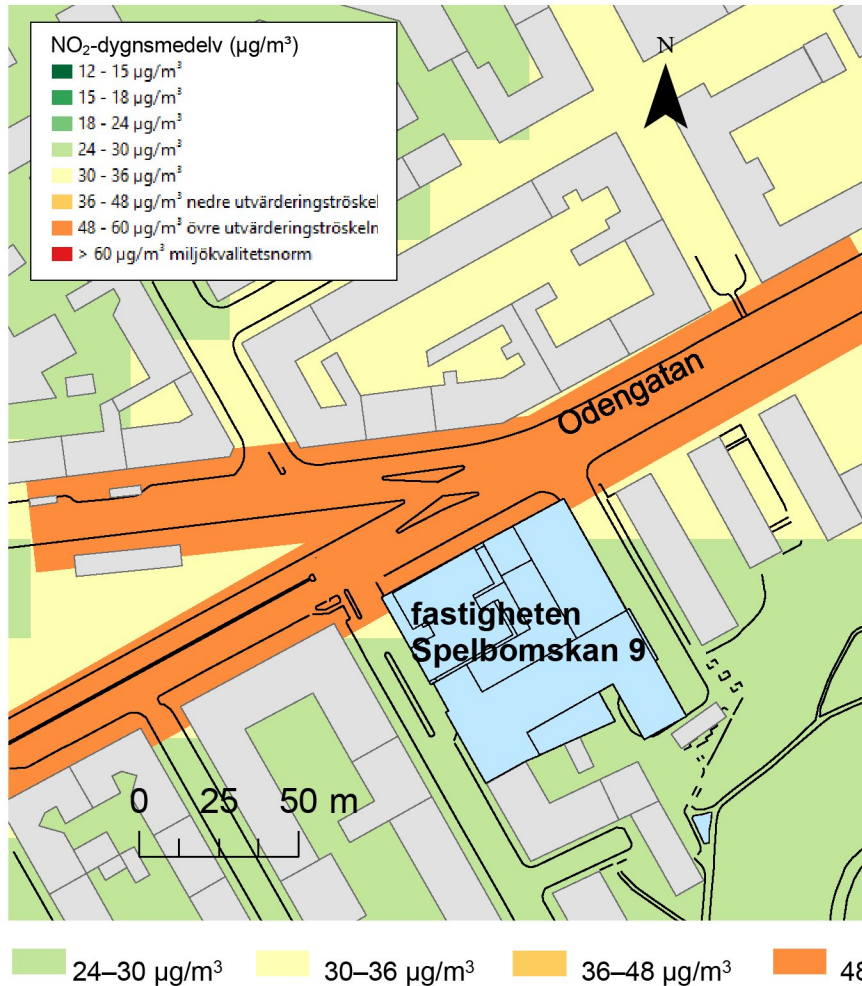 NO₂-dygnsmedelv (µg/m³)
12 - 15 µg/m³
15 - 18 µg/m³
18 - 24 µg/m³
24 - 30 µg/m³
30 - 36 µg/m³
36 - 48 µg/m³ nedre utvärderingströskel
48 - 60 µg/m³ övre utvärderingströskeln
> 60 µg/m³ miljökvalitetsnorm
N
Odengatan
fastigheten
Spelbomskan 9
0 25 50 m
24–30 µg/m³ 30–36 µg/m³ 36–48 µg/m³ 48